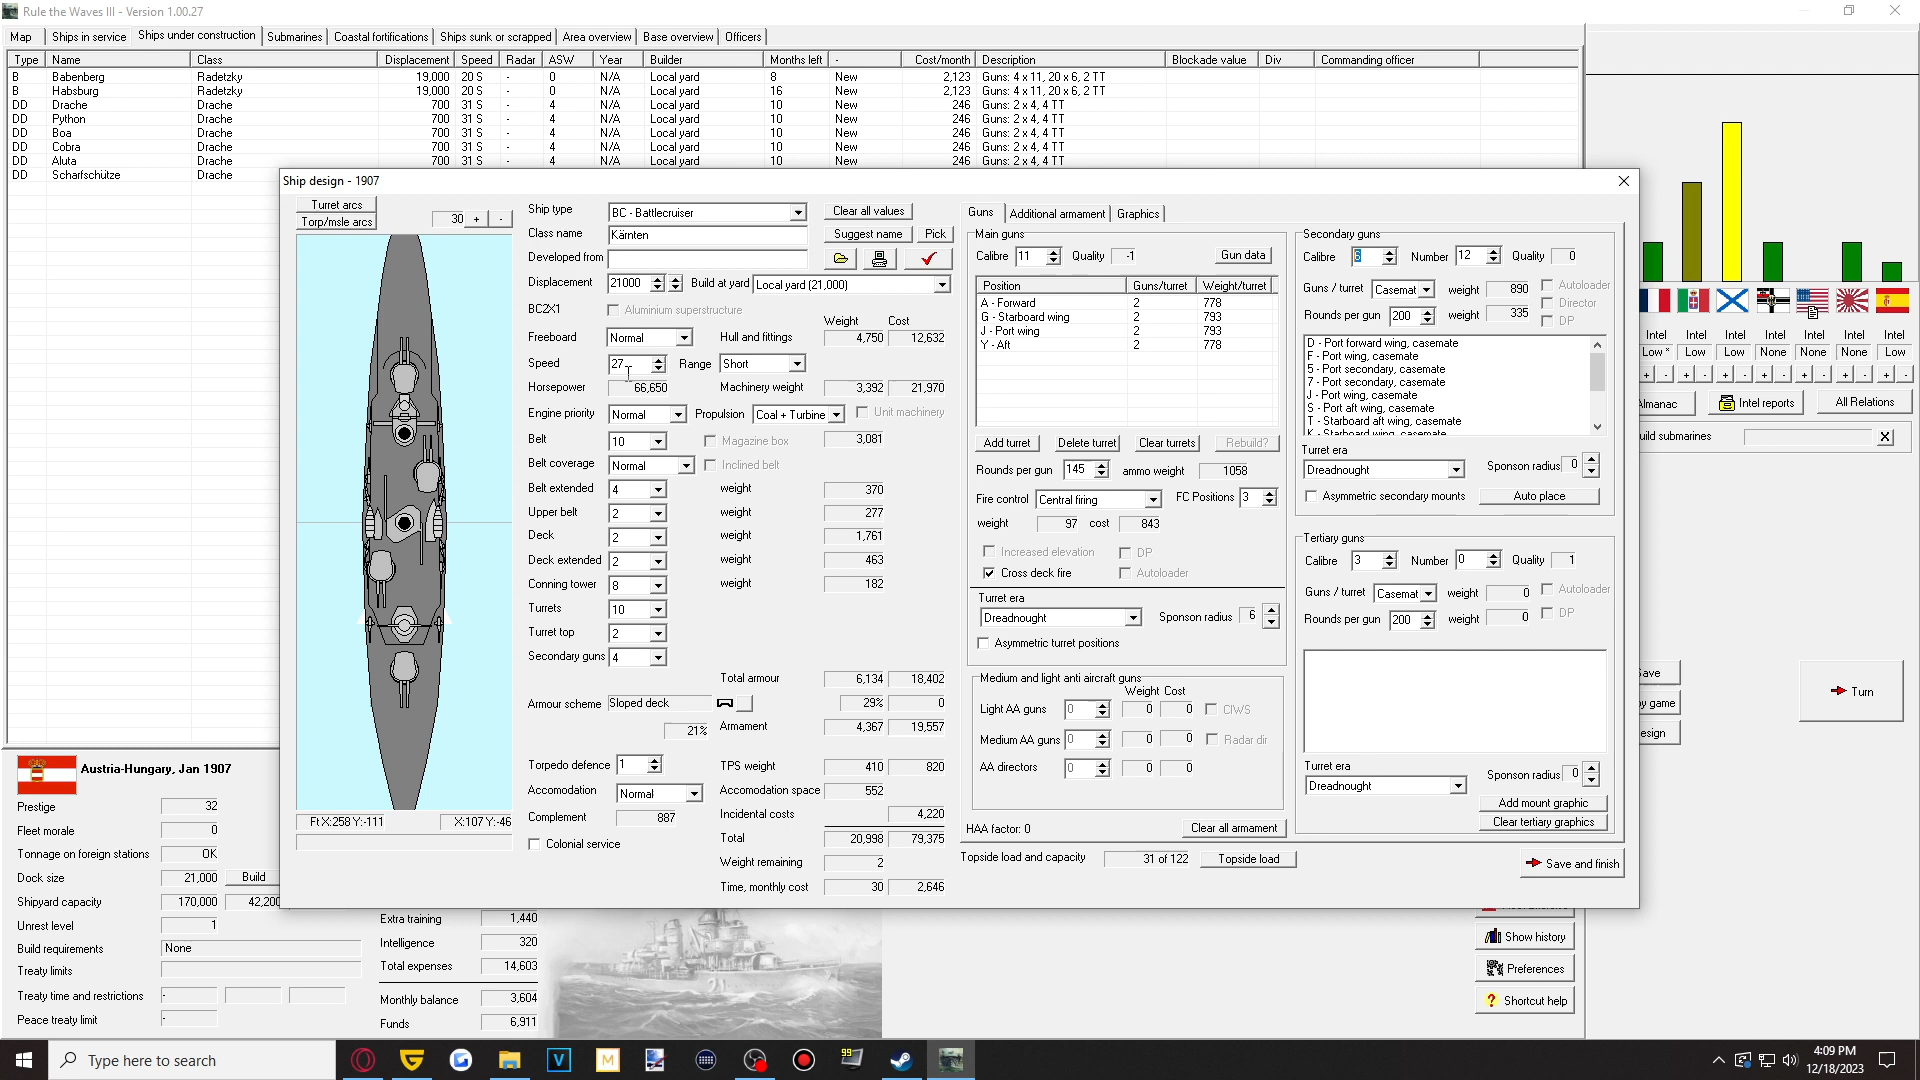 Rule the Waves III - Version 1.00.27
Map Ships in service Ships under construction Submarines Coastal fortifications Ships sunk or scrapped Area overview Base overview Officers
Type Name Class Displacement Speed Radar ASW Year Builder Months left - Cost/month Description Blockade value Div Commanding officer
B Babenberg Radetzky 19,000 20 S - 0 N/A Local yard 8 New 2,123 Guns: 4 x 11, 20 x 6, 2 TT
B Habsburg Radetzky 19,000 20 S - 0 N/A Local yard 16 New 2,123 Guns: 4 x 11, 20 x 6, 2 TT
DD Drache Drache 700 31 S - 4 N/A Local yard 10 New 246 Guns: 2 x 4, 4 TT
DD Python Drache 700 31 S - 4 N/A Local yard 10 New 246 Guns: 2 x 4, 4 TT
DD Boa Drache 700 31 S - 4 N/A Local yard 10 New 246 Guns: 2 x 4, 4 TT
DD Cobra Drache 700 31 S - 4 N/A Local yard 10 New 246 Guns: 2 x 4, 4 TT
DD Aluta Drache 700 31 S - 4 N/A Local yard 10 New 246 Guns: 2 x 4, 4 TT
DD Scharfschütze Drache
Ship design - 1907
Turret arcs
Torp/msle arcs
30 + -
Ft X:258 Y:-111 X:107 Y:-46
Ship type BC - Battlecruiser Clear all values
Class name Kärnten Suggest name Pick
Developed from
Displacement 21000 Build at yard Local yard (21,000)
BC2X1 Aluminium superstructure
Weight Cost
Freeboard Normal Hull and fittings 4,750 12,632
Speed 27 Range Short
Horsepower 66,650 Machinery weight 3,392 21,970
Engine priority Normal Propulsion Coal + Turbine Unit machinery
Belt 10 Magazine box 3,081
Belt coverage Normal Inclined belt
Belt extended 4 weight 370
Upper belt 2 weight 277
Deck 2 weight 1,761
Deck extended 2 weight 463
Conning tower 8 weight 182
Turrets 10
Turret top 2
Secondary guns 4
Total armour 6,134 18,402
Armour scheme Sloped deck 29% 0
21% Armament 4,367 19,557
Torpedo defence 1 TPS weight 410 820
Accomodation Normal Accomodation space 552
Complement 887 Incidental costs 4,220
Colonial service Total 20,998 79,375
Weight remaining 2
Time, monthly cost 30 2,646
Guns Additional armament Graphics
Main guns
Calibre 11 Quality -1 Gun data
Position Guns/turret Weight/turret
A - Forward 2 778
G - Starboard wing 2 793
J - Port wing 2 793
Y - Aft 2 778
Add turret Delete turret Clear turrets Rebuild?
Rounds per gun 145 ammo weight 1058
Fire control Central firing FC Positions 3
weight 97 cost 843
Increased elevation DP
Cross deck fire Autoloader
Turret era
Dreadnought Sponson radius 6
Asymmetric turret positions
Medium and light anti aircraft guns
Weight Cost
Light AA guns 0 0 0 CIWS
Medium AA guns 0 0 0 Radar dir
AA directors 0 0 0
HAA factor: 0 Clear all armament
Topside load and capacity 31 of 122 Topside load
Secondary guns
Calibre 6 Number 12 Quality 0
Guns / turret Casemat weight 890 Autoloader
Director
Rounds per gun 200 weight 335 DP
D - Port forward wing, casemate
F - Port wing, casemate
5 - Port secondary, casemate
7 - Port secondary, casemate
J - Port wing, casemate
S - Port aft wing, casemate
T - Starboard aft wing, casemate
K - Starboard wing, casemate
Turret era
Dreadnought Sponson radius 0
Asymmetric secondary mounts Auto place
Tertiary guns
Calibre 3 Number 0 Quality 1
Guns / turret Casemat weight 0 Autoloader
Rounds per gun 200 weight 0 DP
Turret era
Dreadnought Sponson radius 0
Add mount graphic
Clear tertiary graphics
Save and finish
Intel Intel Intel Intel Intel Intel Intel
Low * Low Low None None None Low
+ - + - + - + - + - + - + -
Almanac Intel reports All Relations
uild submarines X
Save
by game
esign
Turn
Austria-Hungary, Jan 1907
Prestige 32
Fleet morale 0
Tonnage on foreign stations OK
Dock size 21,000 Build
Shipyard capacity 170,000 42,200
Unrest level 1
Build requirements None
Treaty limits
Treaty time and restrictions -
Peace treaty limit -
Extra training 1,440
Intelligence 320
Total expenses 14,603
Monthly balance 3,604
Funds 6,911
Show history
Preferences
Shortcut help
Type here to search
4:09 PM
12/18/2023